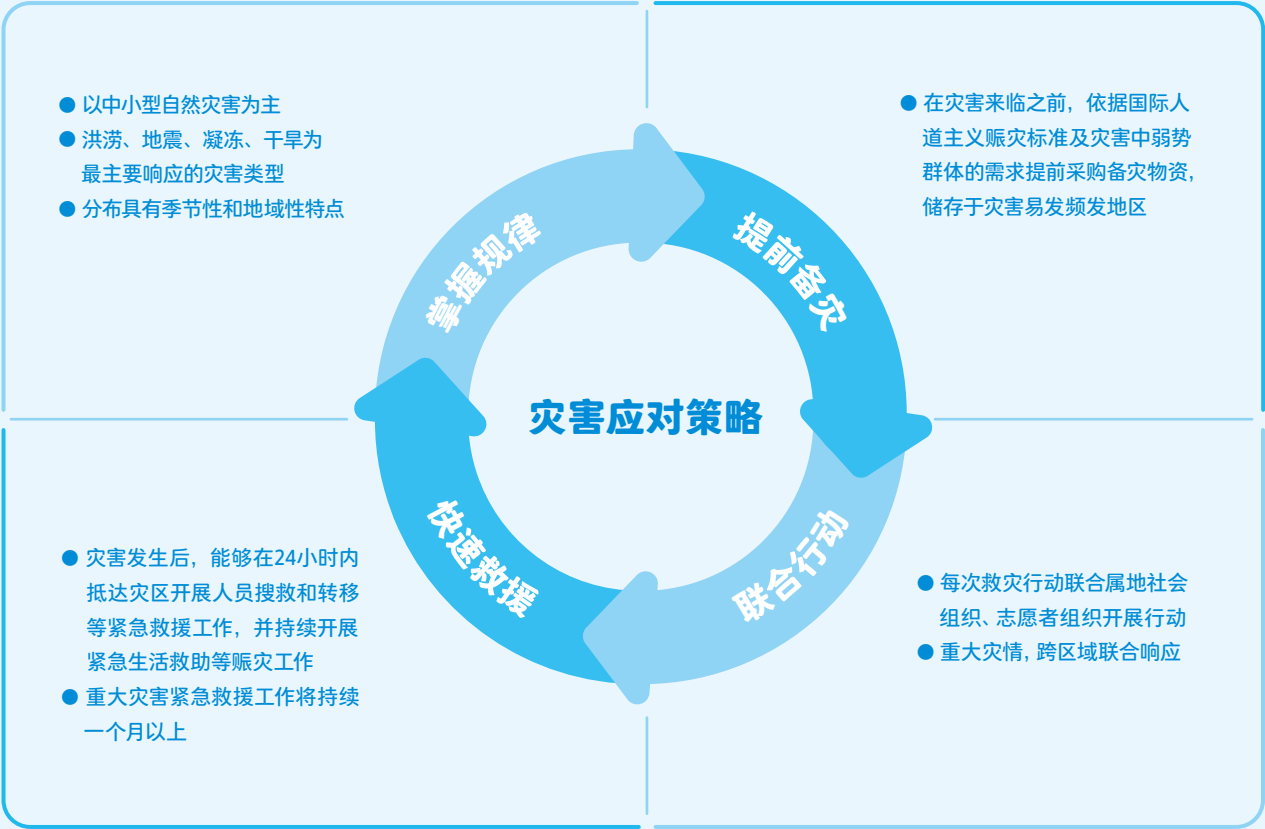 ● 以中小型自然灾害为主
● 洪涝、地震、凝冻、干旱为
最主要响应的灾害类型
● 分布具有季节性和地域性特点
● 在灾害来临之前，依据国际人
道主义赈灾标准及灾害中弱势
群体的需求提前采购备灾物资，
储存于灾害易发频发地区
掌握规律
提前备灾
灾害应对策略
快速救援
联合行动
● 灾害发生后，能够在24小时内
抵达灾区开展人员搜救和转移
等紧急救援工作，并持续开展
紧急生活救助等赈灾工作
● 重大灾害紧急救援工作将持续
一个月以上
● 每次救灾行动联合属地社会
组织、志愿者组织开展行动
● 重大灾情，跨区域联合响应